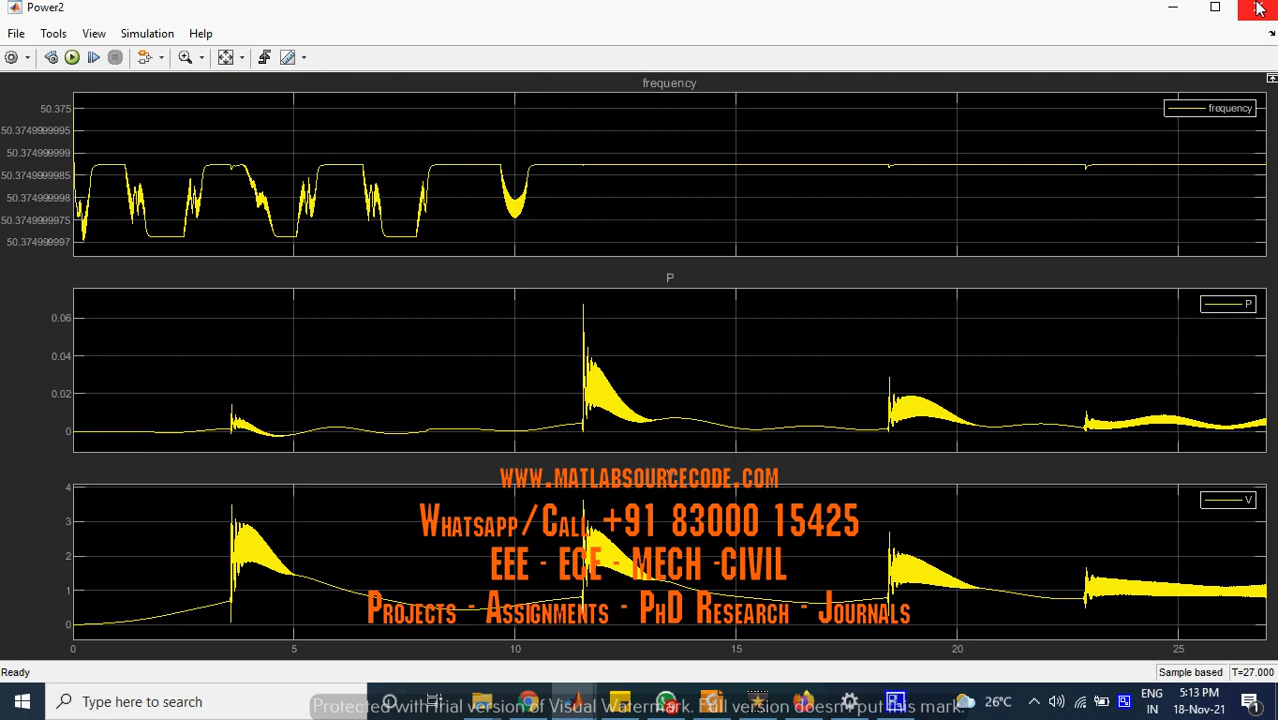 Power2
File Tools View Simulation Help
frequency
frequency
50.375
50.3749999995
50.374999999
50.3749999985
50.374999998
50.3749999975
50.374999997
P
P
0.06
0.04
0.02
0
V
4
3
2
1
0
0 5 10 15 20 25
www.matlabsourcecode.com
Whatsapp/Call +91 83000 15425
EEE - ECE - MECH -CIVIL
Projects - Assignments - PhD Research - Journals
Ready
Sample based T=27.000
Type here to search
Protected with trial version of Visual Watermark. Full version doesn't put this mark.
26°C
ENG
IN
5:13 PM
18-Nov-21
1